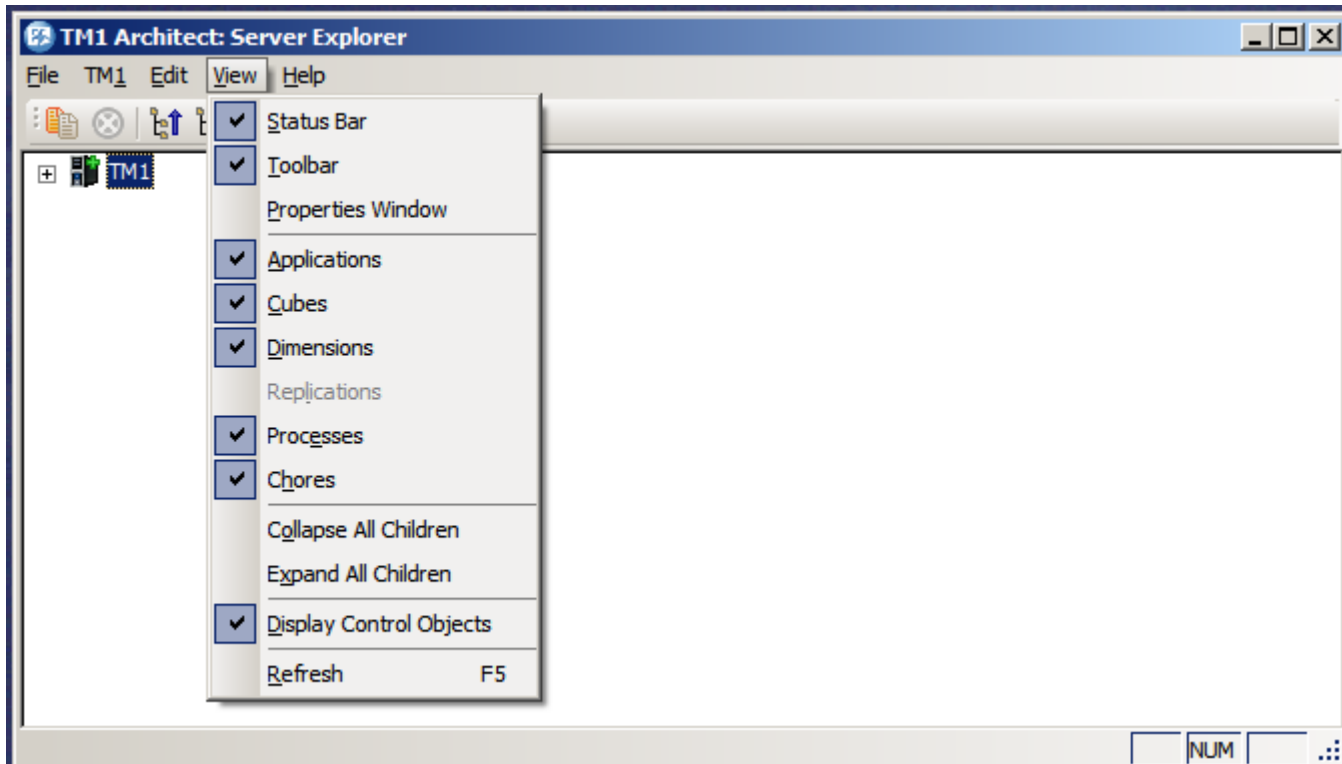 TM1 Architect: Server Explorer
File TM1 Edit View Help
TM1
Status Bar
Toolbar
Properties Window
Applications
Cubes
Dimensions
Replications
Processes
Chores
Collapse All Children
Expand All Children
Display Control Objects
Refresh F5
NUM